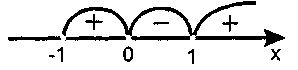 + − +
-1 0 1 x